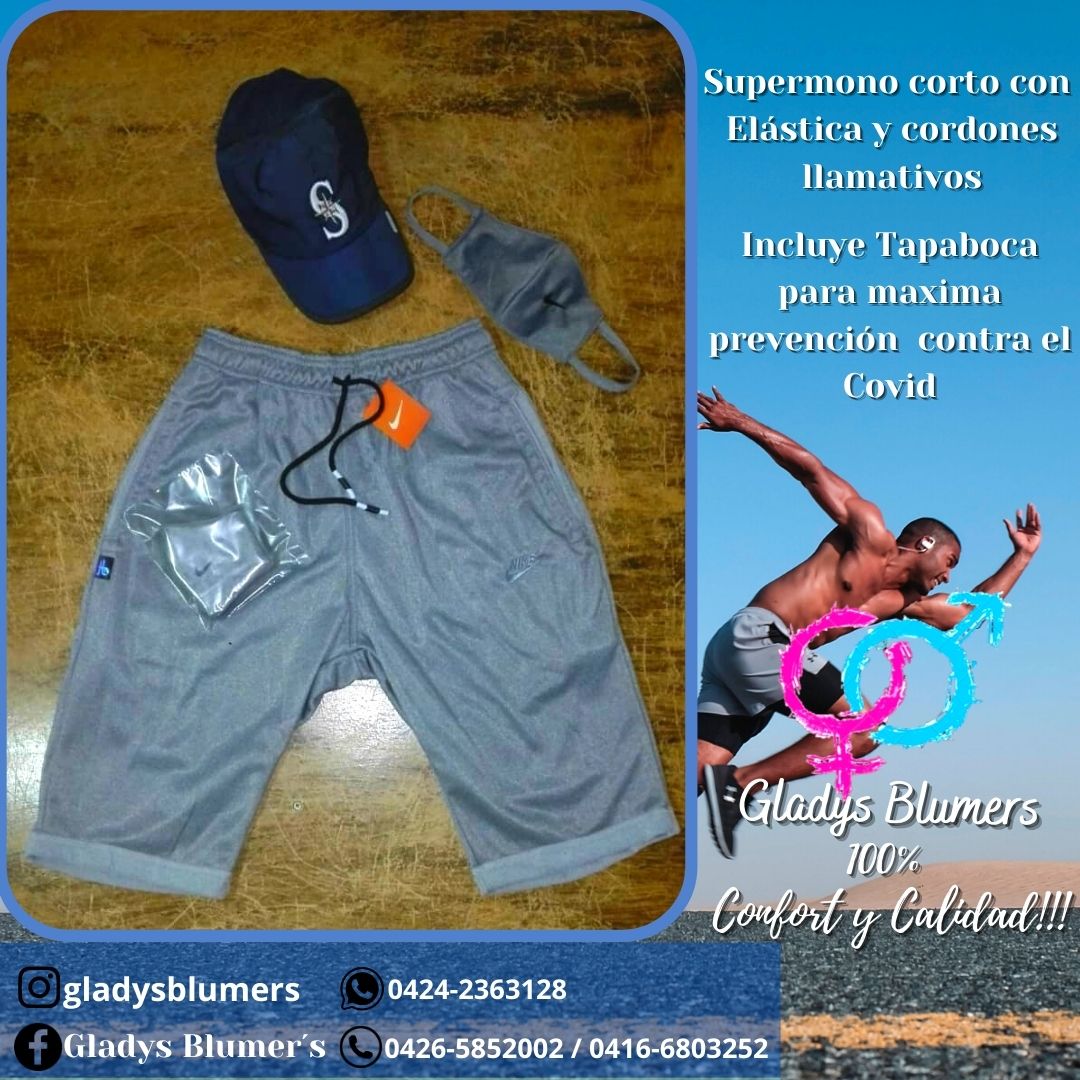 Supermono corto con
Elástica y cordones
llamativos
Incluye Tapaboca
para maxima
prevención contra el
Covid
S
NIKE
Gladys Blumers
100%
Confort y Calidad!!!
gladysblumers
0424-2363128
Gladys Blumer´s
0426-5852002 / 0416-6803252